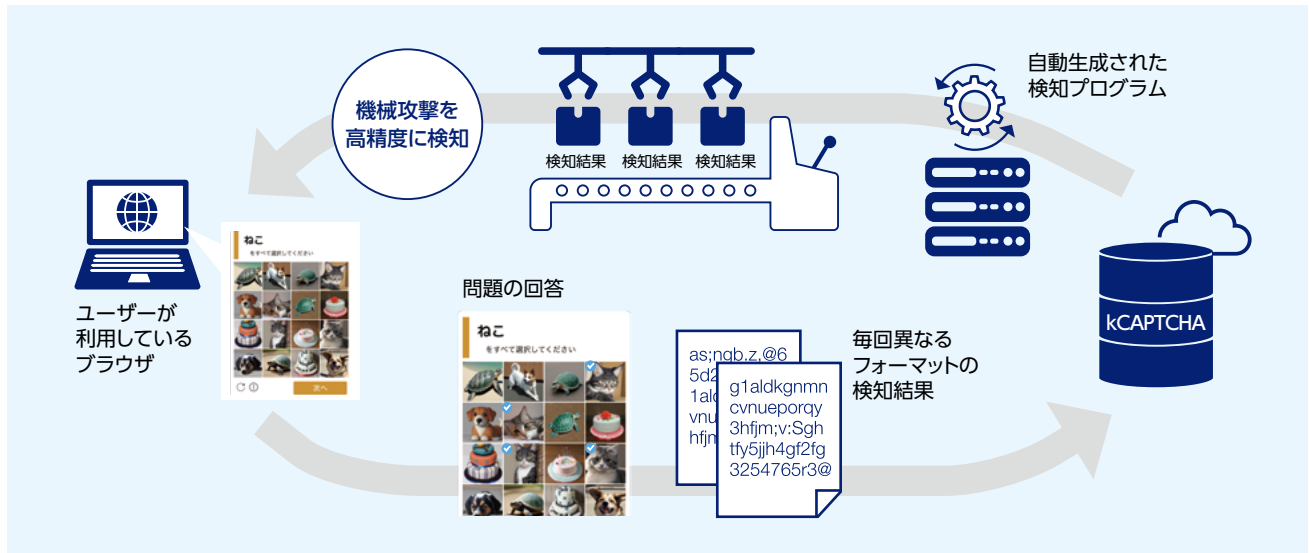 機械攻撃を
高精度に検知
検知結果
検知結果
検知結果
自動生成された
検知プログラム
ねこ
をすべて選択してください
次へ
ユーザーが
利用している
ブラウザ
問題の回答
ねこ
をすべて選択してください
as;ngb.z,@6
5d2
1ald
vnu
hfjm
g1aldkgnmn
cvnueporqy
3hfjm;v:Sgh
tfy5jjh4gf2fg
3254765r3@
毎回異なる
フォーマットの
検知結果
kCAPTCHA